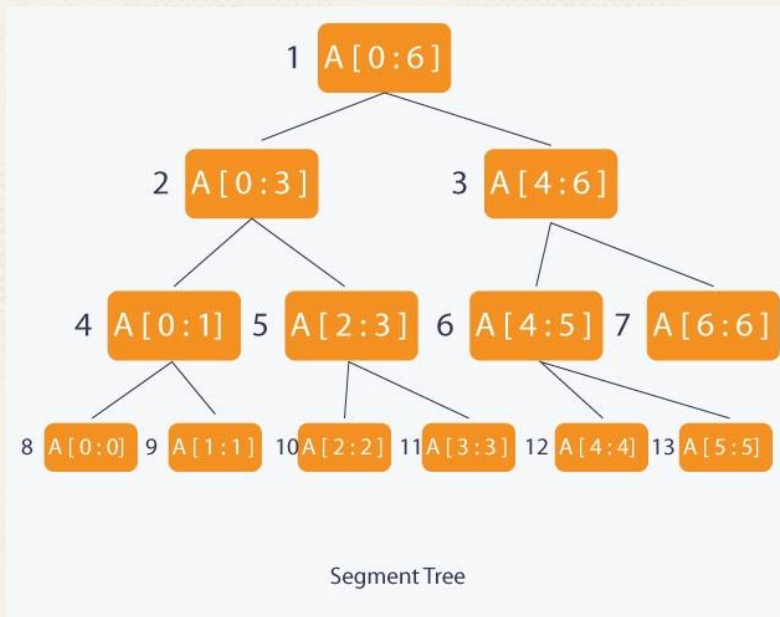 1 A[0:6]
2 A[0:3] 3 A[4:6]
4 A[0:1] 5 A[2:3] 6 A[4:5] 7 A[6:6]
8 A[0:0] 9 A[1:1] 10 A[2:2] 11 A[3:3] 12 A[4:4] 13 A[5:5]
Segment Tree